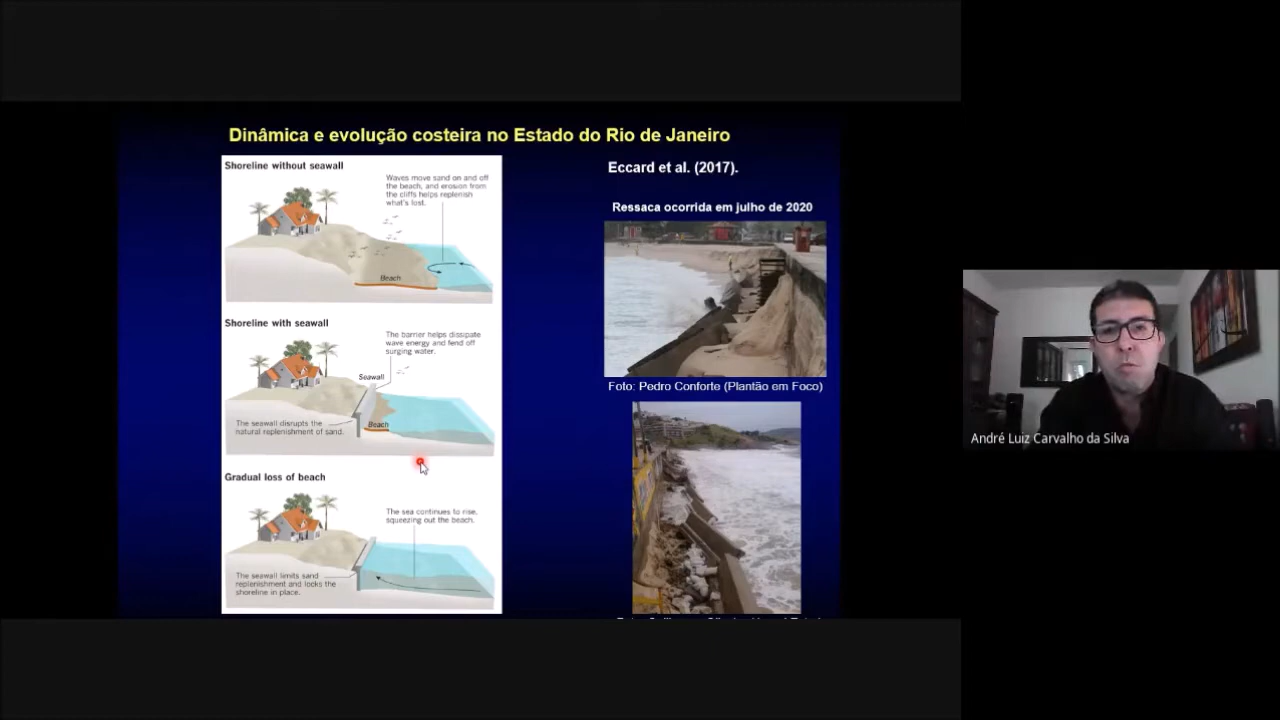 Dinâmica e evolução costeira no Estado do Rio de Janeiro
Shoreline without seawall
Waves move sand on and off
the beach, and erosion from
the cliffs helps replenish
what's lost.
Beach
Shoreline with seawall
The barrier helps dissipate
wave energy and fend off
surging water.
Seawall
The seawall disrupts the
natural replenishment of sand.
Beach
Gradual loss of beach
The sea continues to rise,
squeezing out the beach.
The seawall limits sand
replenishment and locks the
shoreline in place.
Eccard et al. (2017).
Ressaca ocorrida em julho de 2020
Foto: Pedro Conforte (Plantão em Foco)
André Luiz Carvalho da Silva